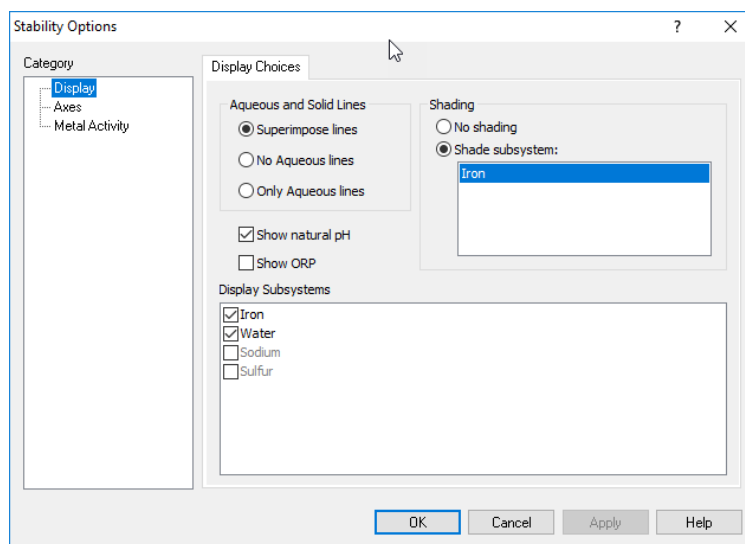 Stability Options
?
Category
Display
Axes
Metal Activity
Display Choices
Aqueous and Solid Lines
Superimpose lines
No Aqueous lines
Only Aqueous lines
Shading
No shading
Shade subsystem:
Iron
Show natural pH
Show ORP
Display Subsystems
Iron
Water
Sodium
Sulfur
OK
Cancel
Apply
Help